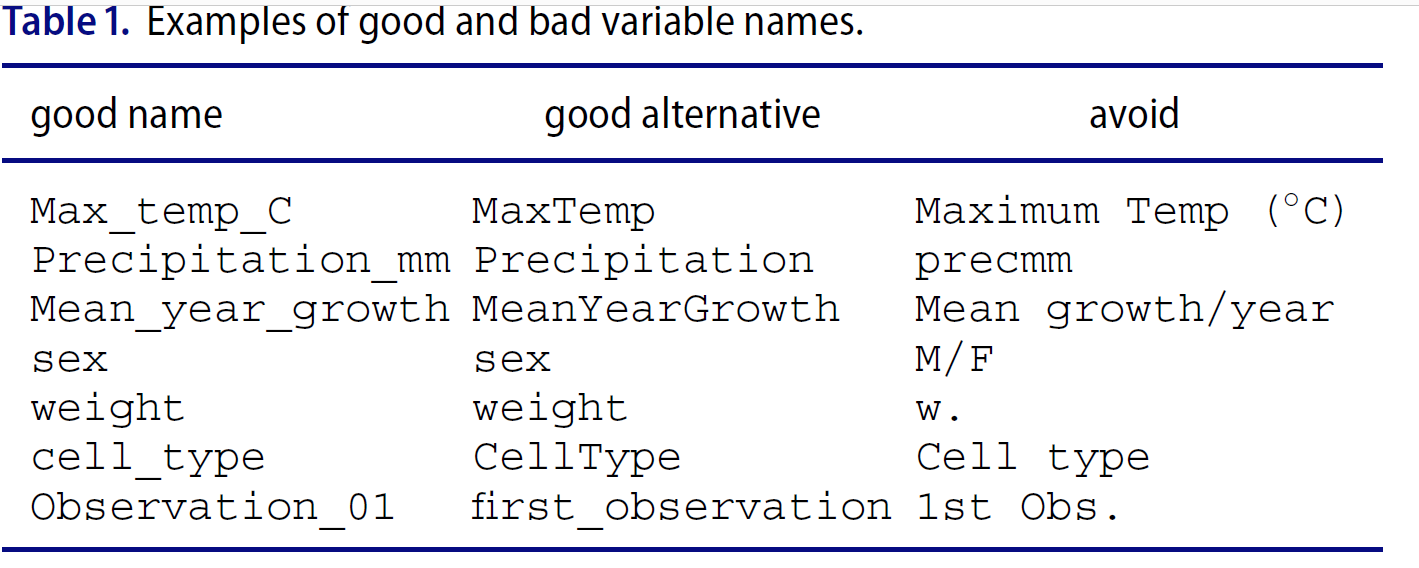 Table 1. Examples of good and bad variable names.
good name good alternative avoid
Max_temp_C MaxTemp Maximum Temp (°C)
Precipitation_mm Precipitation precmm
Mean_year_growth MeanYearGrowth Mean growth/year
sex sex M/F
weight weight w.
cell_type CellType Cell type
Observation_01 first_observation 1st Obs.